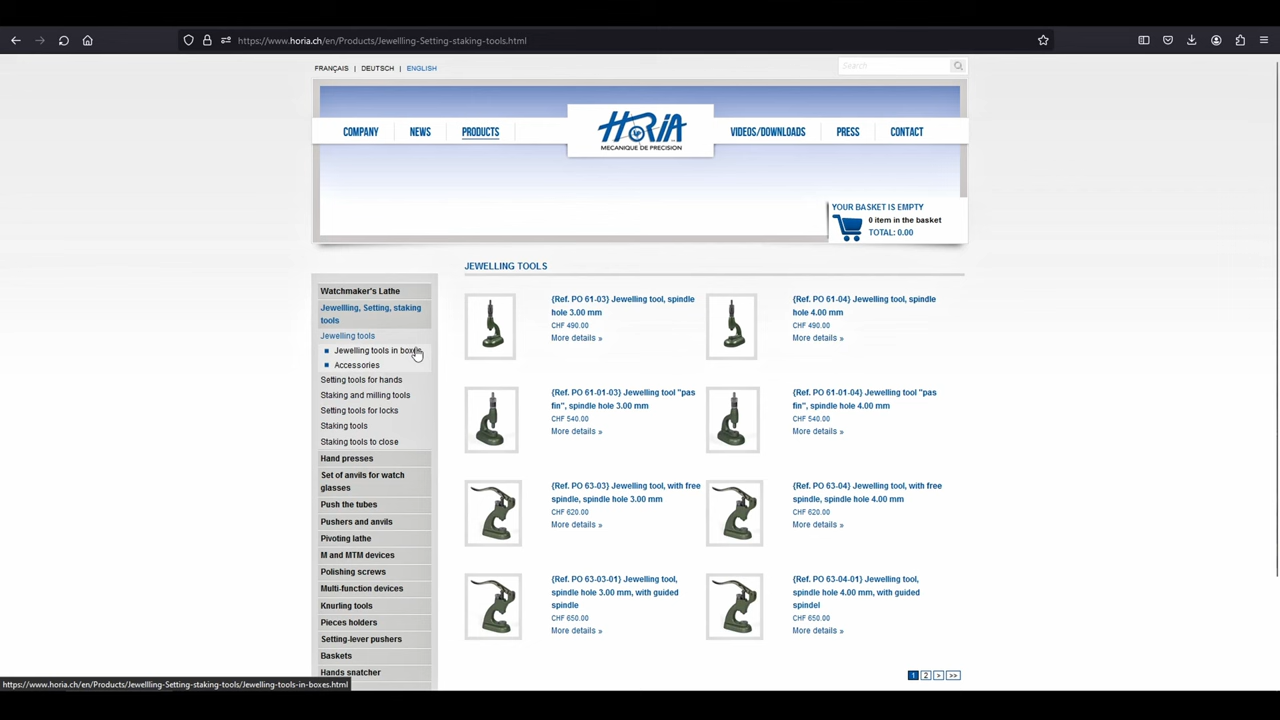 https://www.horia.ch/en/Products/Jewellling-Setting-staking-tools.html
FRANÇAIS | DEUTSCH | ENGLISH
Search
COMPANY
NEWS
PRODUCTS
HORIA
MECANIQUE DE PRECISION
VIDEOS/DOWNLOADS
PRESS
CONTACT
YOUR BASKET IS EMPTY
0 item in the basket
TOTAL: 0.00
Watchmaker's Lathe
Jewellling, Setting, staking
tools
Jewelling tools
Jewelling tools in boxes
Accessories
Setting tools for hands
Staking and milling tools
Setting tools for locks
Staking tools
Staking tools to close
Hand presses
Set of anvils for watch
glasses
Push the tubes
Pushers and anvils
Pivoting lathe
M and MTM devices
Polishing screws
Multi-function devices
Knurling tools
Pieces holders
Setting-lever pushers
Baskets
Hands snatcher
JEWELLING TOOLS
{Ref. PO 61-03} Jewelling tool, spindle
hole 3.00 mm
CHF 490.00
More details »
{Ref. PO 61-04} Jewelling tool, spindle
hole 4.00 mm
CHF 490.00
More details »
{Ref. PO 61-01-03} Jewelling tool "pas
fin", spindle hole 3.00 mm
CHF 540.00
More details »
{Ref. PO 61-01-04} Jewelling tool "pas
fin", spindle hole 4.00 mm
CHF 540.00
More details »
{Ref. PO 63-03} Jewelling tool, with free
spindle, spindle hole 3.00 mm
CHF 620.00
More details »
{Ref. PO 63-04} Jewelling tool, with free
spindle, spindle hole 4.00 mm
CHF 620.00
More details »
{Ref. PO 63-03-01} Jewelling tool,
spindle hole 3.00 mm, with guided
spindle
CHF 650.00
More details »
{Ref. PO 63-04-01} Jewelling tool,
spindle hole 4.00 mm, with guided
spindel
CHF 650.00
More details »
1 2 > >>
https://www.horia.ch/en/Products/Jewellling-Setting-staking-tools/Jewelling-tools-in-boxes.html